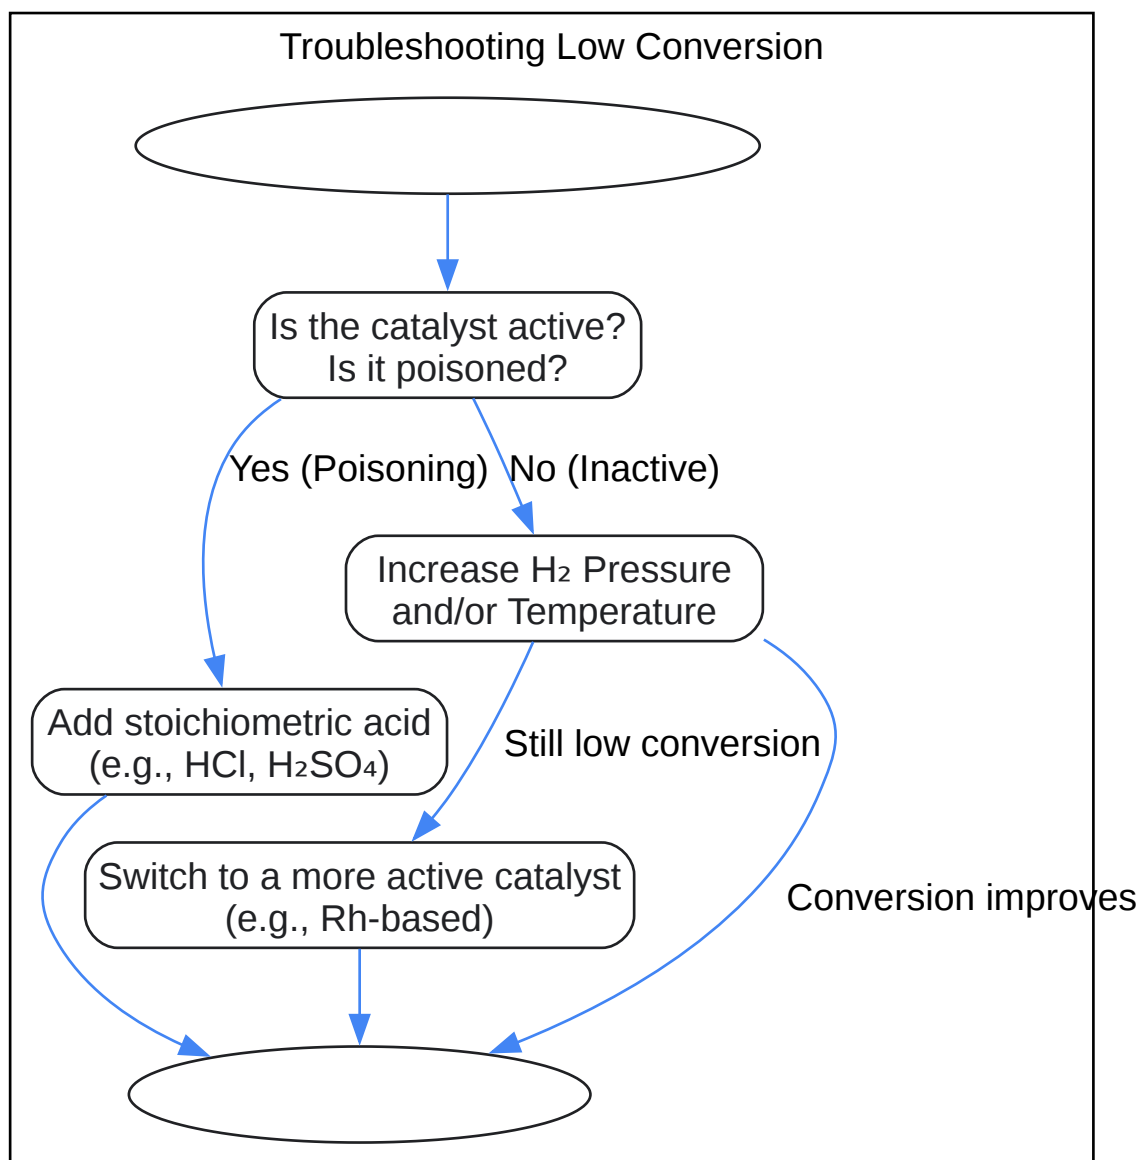 Troubleshooting Low Conversion
Is the catalyst active?
Is it poisoned?
Yes (Poisoning)
No (Inactive)
Increase H₂ Pressure
and/or Temperature
Add stoichiometric acid
(e.g., HCl, H₂SO₄)
Still low conversion
Switch to a more active catalyst
(e.g., Rh-based)
Conversion improves